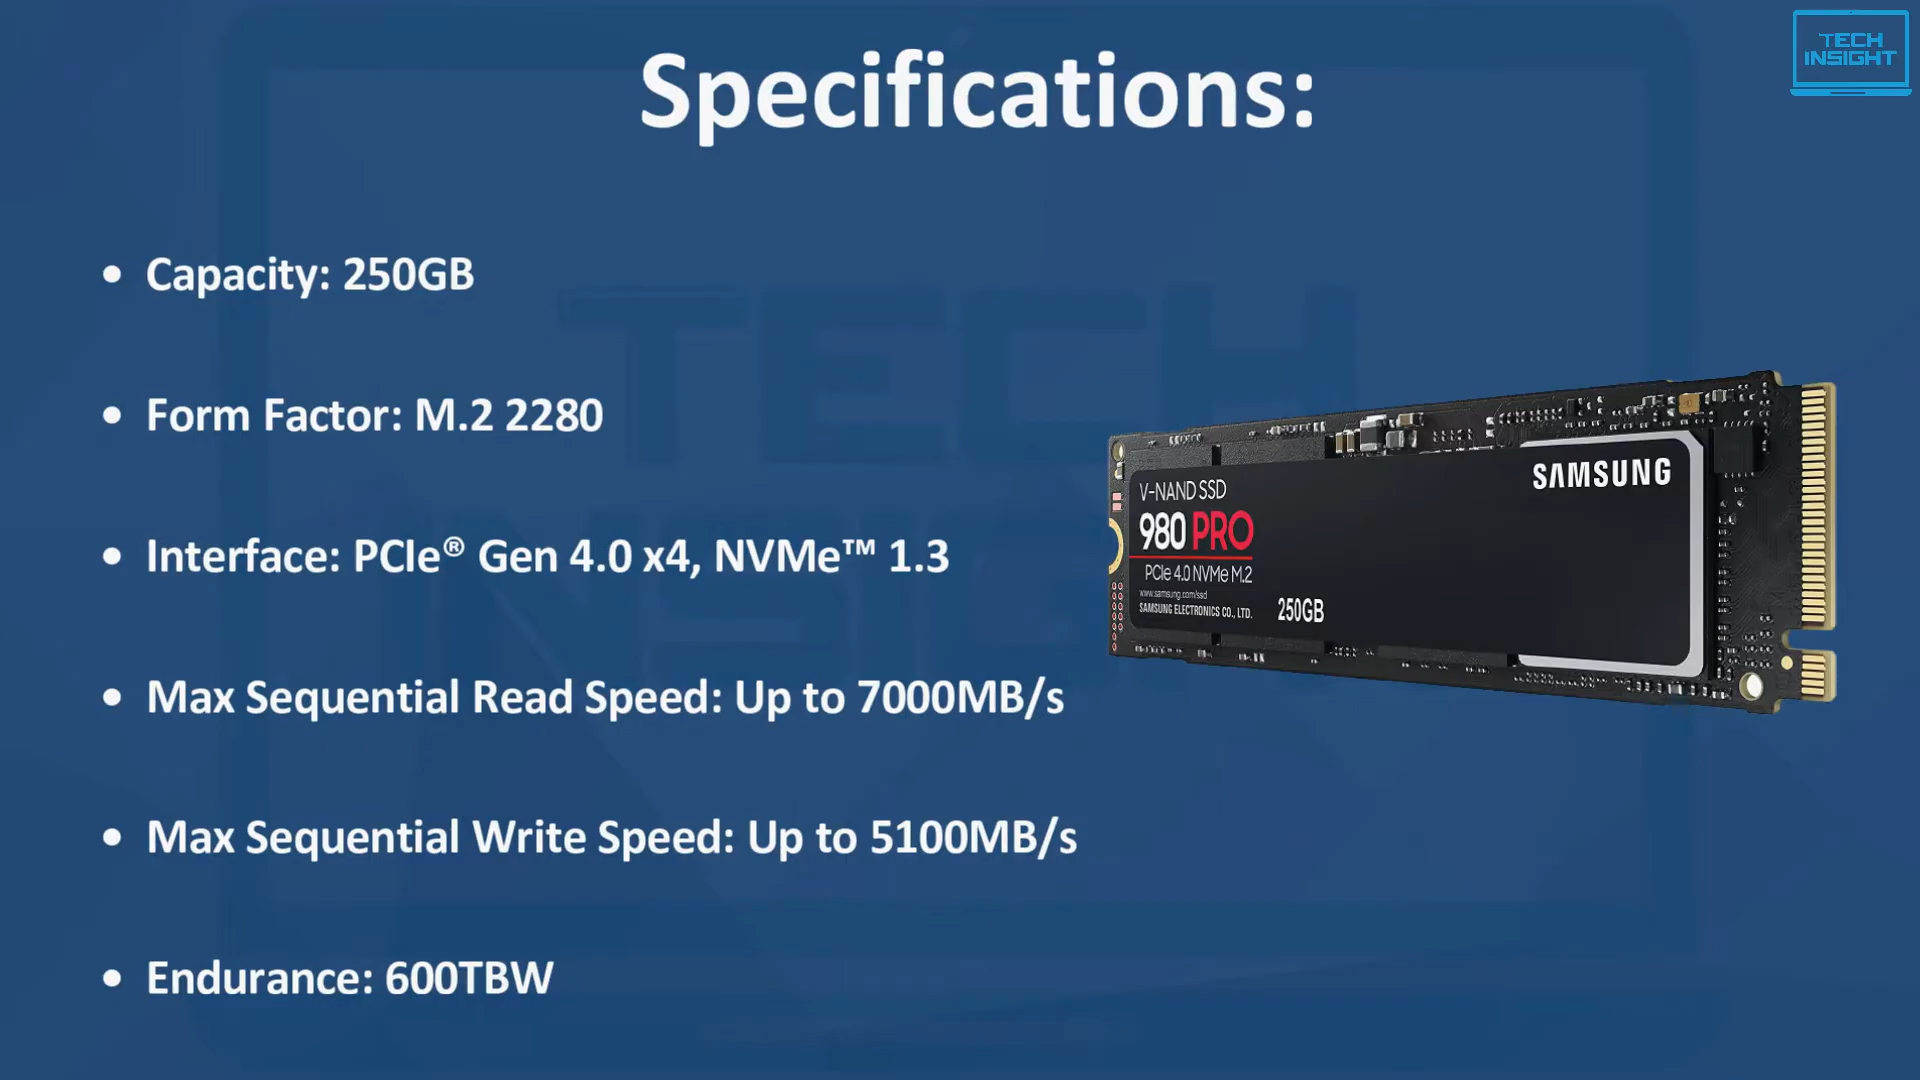 Specifications:
TECH
INSIGHT
• Capacity: 250GB
• Form Factor: M.2 2280
• Interface: PCIe® Gen 4.0 x4, NVMe™ 1.3
• Max Sequential Read Speed: Up to 7000MB/s
• Max Sequential Write Speed: Up to 5100MB/s
• Endurance: 600TBW
SAMSUNG
V-NAND SSD
980 PRO
PCIe 4.0 NVMe M.2
www.samsung.com/ssd
SAMSUNG ELECTRONICS CO., LTD.
250GB
TECH
INSIGHT